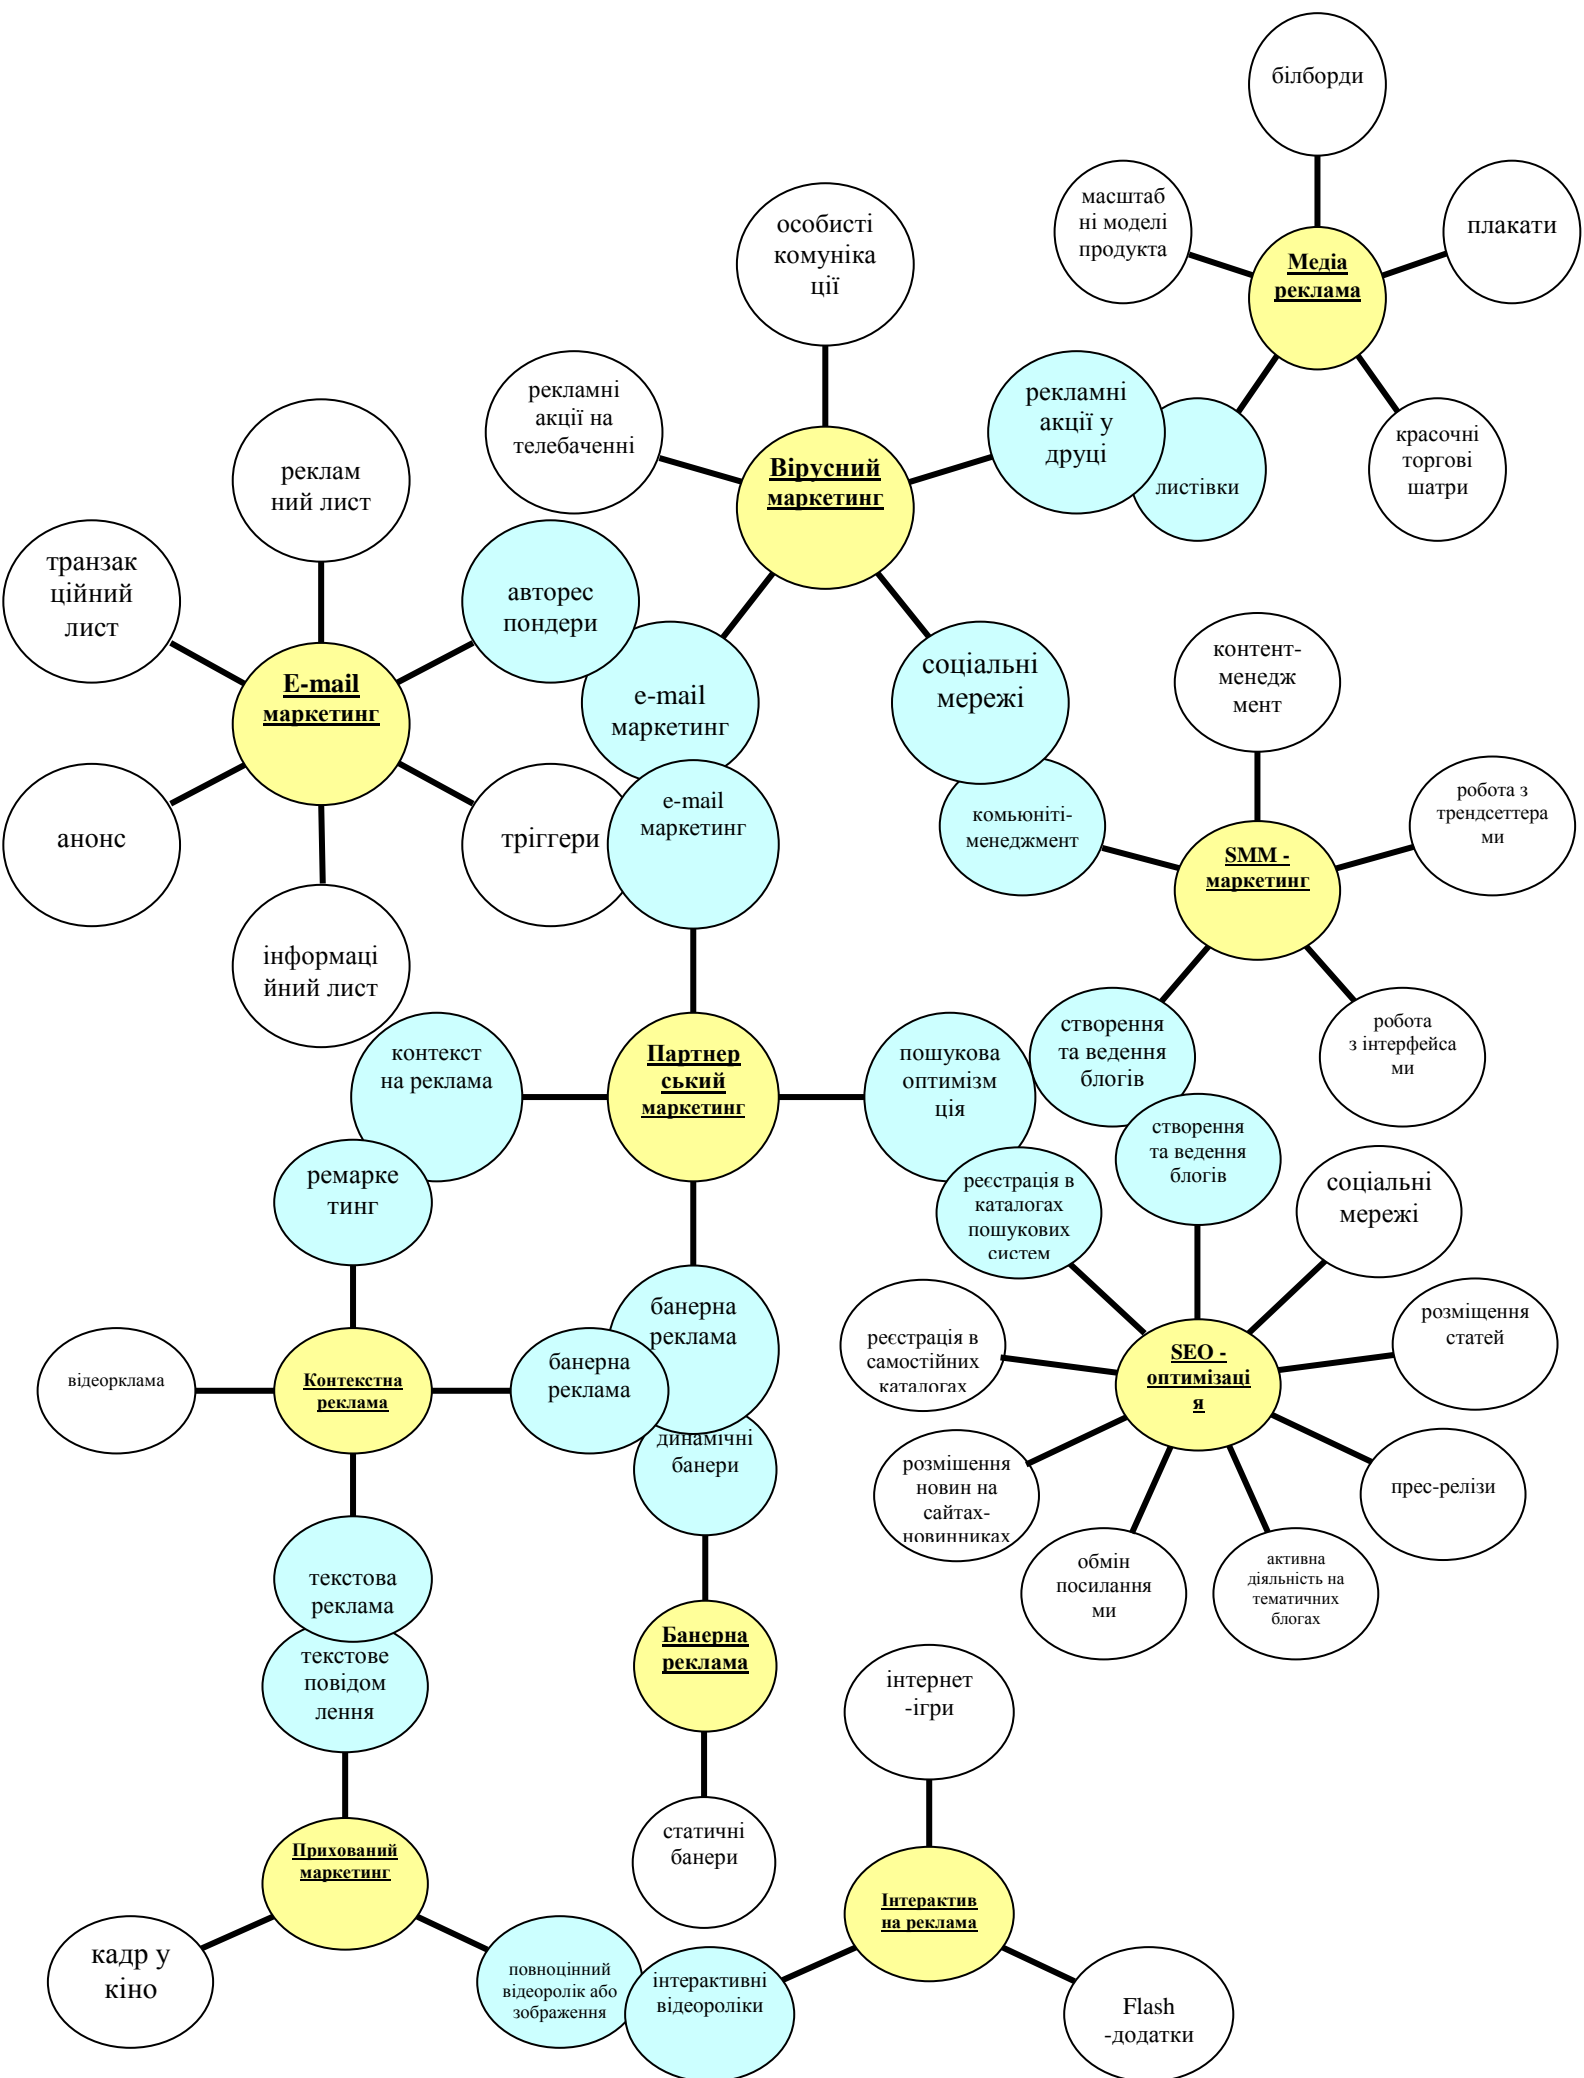 білборди
масштаб
ні моделі
продукта
плакати
Медіа
реклама
особисті
комуніка
ції
рекламні
акції на
телебаченні
рекламні
акції у
друці
листівки
красочні
торгові
шатри
Вірусний
маркетинг
реклам
ний лист
транзак
ційний
лист
авторес
пондери
E-mail
маркетинг
e-mail
маркетинг
соціальні
мережі
контент-
менедж
мент
анонс
тріггери
e-mail
маркетинг
комьюніті-
менеджмент
робота з
трендсеттера
ми
SMM -
маркетинг
інформаці
йний лист
контекст
на реклама
Партнер
ський
маркетинг
пошукова
оптимізм
ція
створення
та ведення
блогів
робота
з інтерфейса
ми
створення
та ведення
блогів
ремарке
тинг
реєстрація в
каталогах
пошукових
систем
соціальні
мережі
банерна
реклама
реєстрація в
самостійних
каталогах
розміщення
статей
SEO -
оптимізаці
я
відеорклама
Контекстна
реклама
банерна
реклама
динамічні
банери
розмішення
новин на
сайтах-
новинниках
прес-релізи
обмін
посилання
ми
активна
діяльність на
тематичних
блогах
текстова
реклама
текстове
повідом
лення
Банерна
реклама
інтернет
-ігри
статичні
банери
Прихований
маркетинг
Інтерактив
на реклама
кадр у
кіно
повноцінний
відеоролік або
зображення
інтерактивні
відеороліки
Flash
-додатки